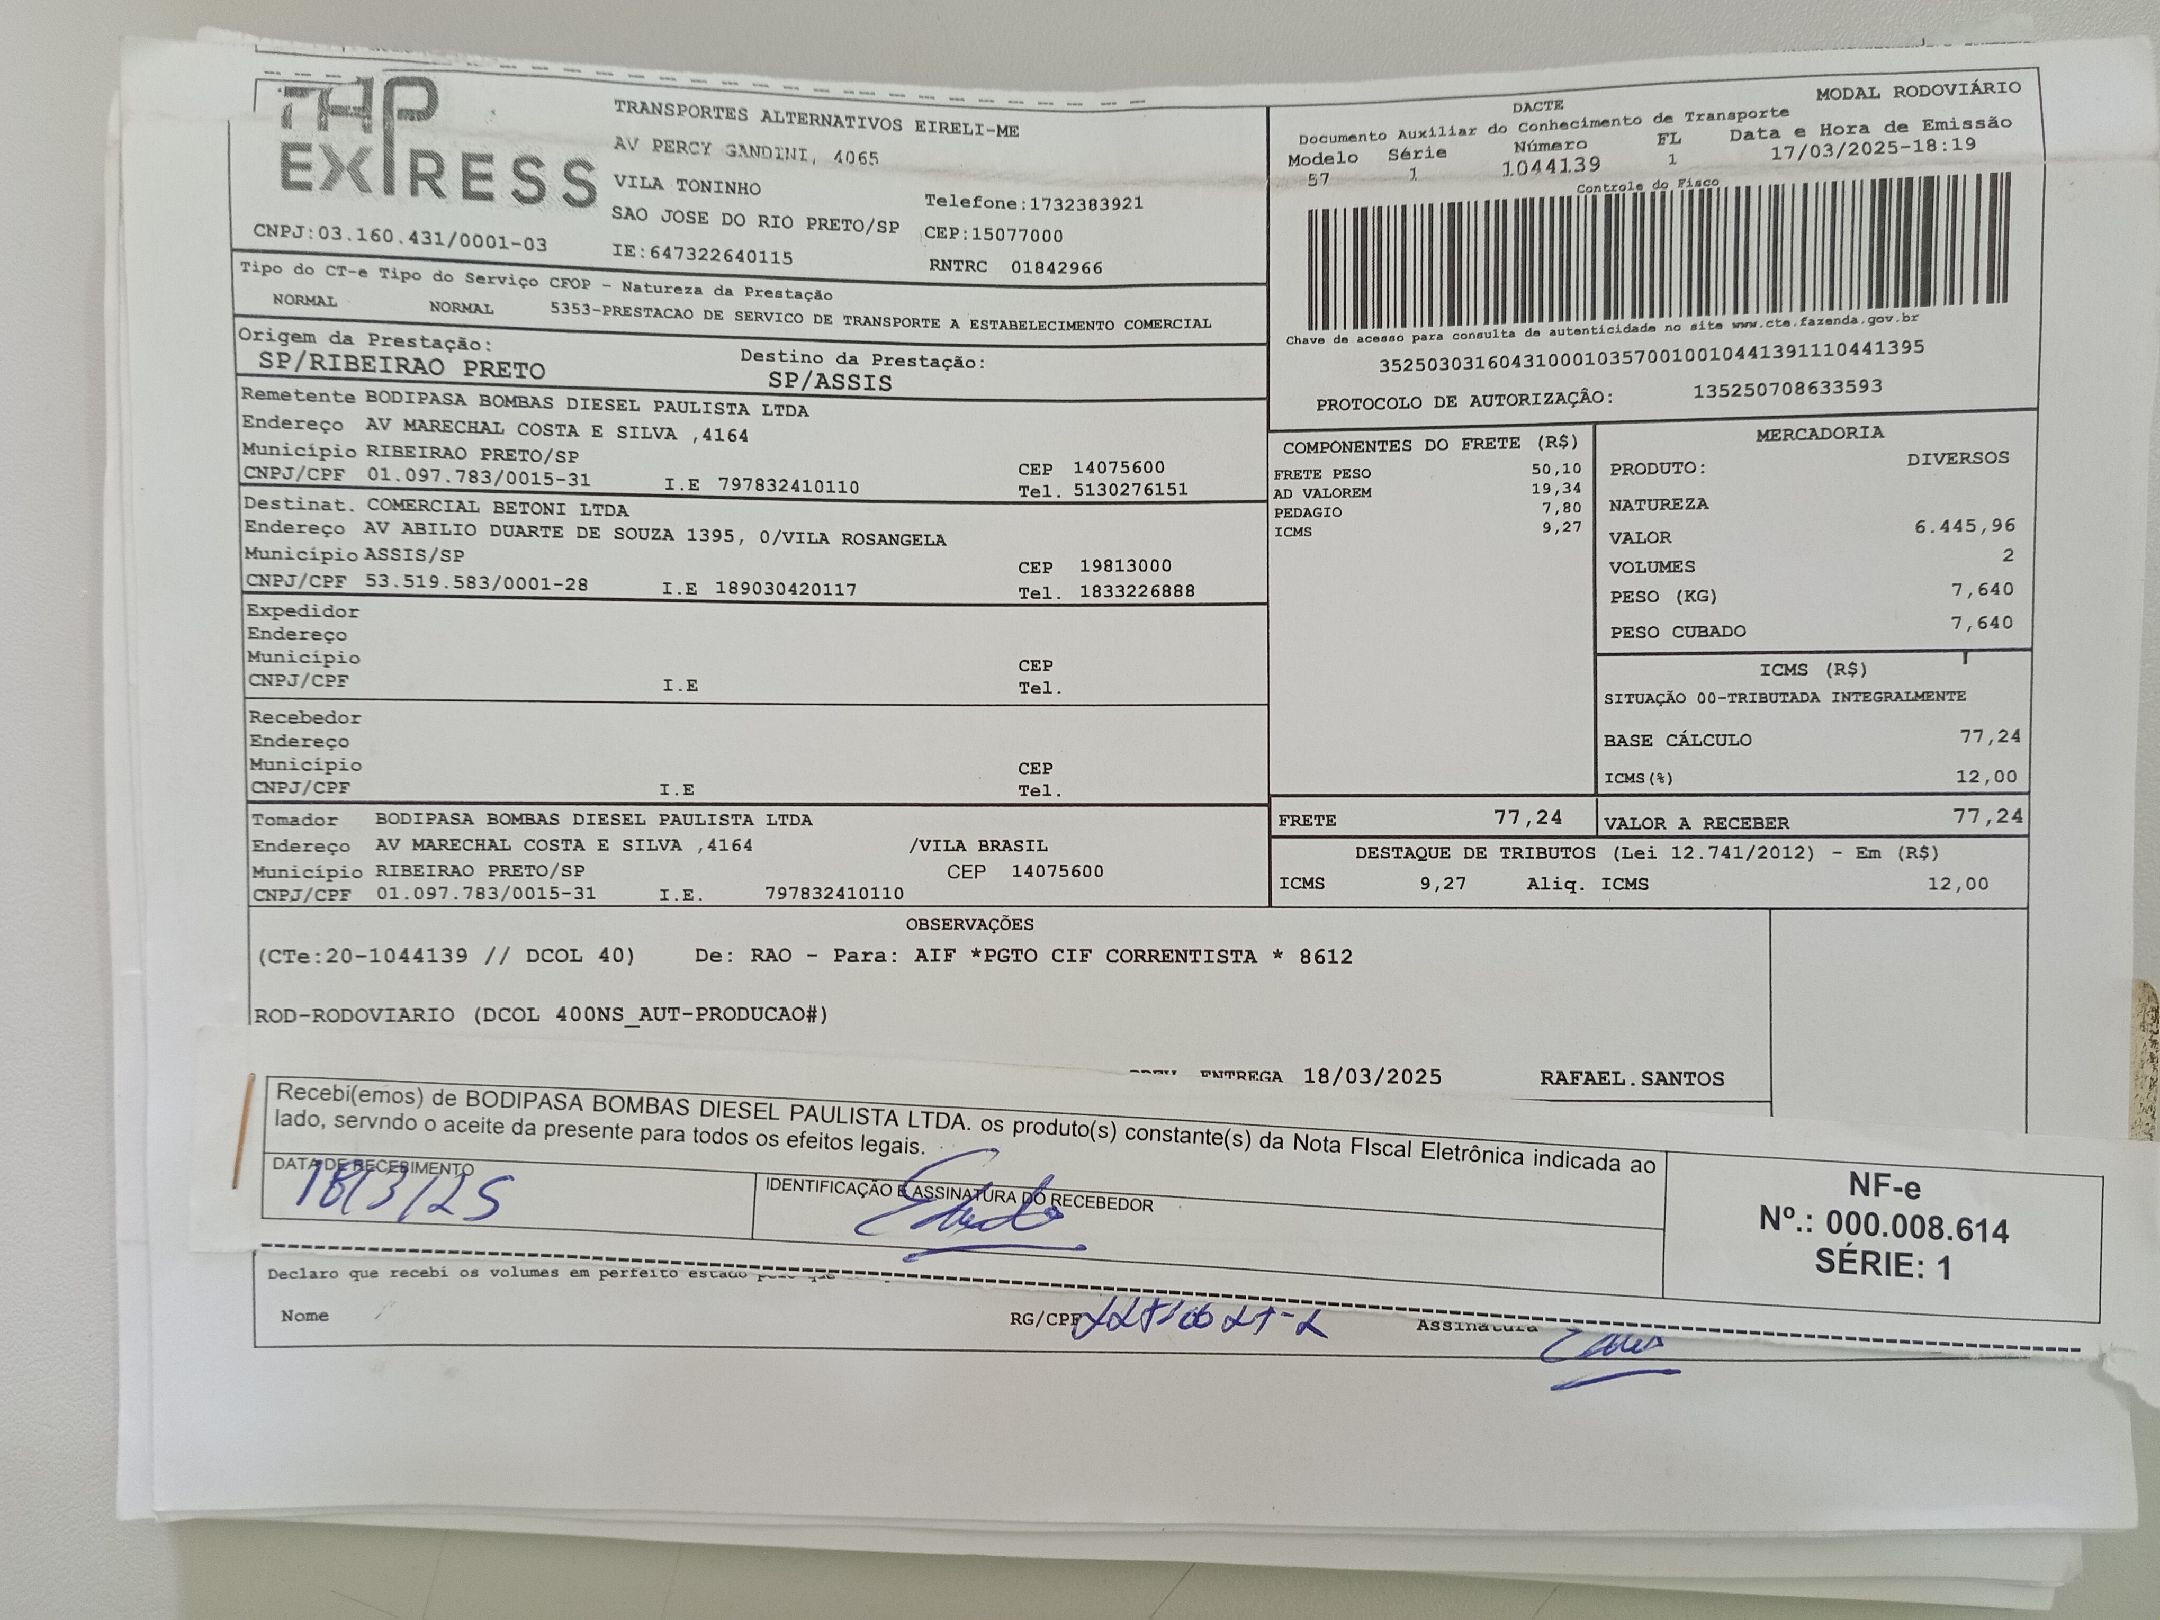 TAP EXPRESS
TRANSPORTES ALTERNATIVOS EIRELI-ME
AV PERCY GANDINI, 4065
VILA TONINHO
Telefone:1732383921
SAO JOSE DO RIO PRETO/SP
CEP:15077000
CNPJ:03.160.431/0001-03
IE:647322640115
RNTRC 01842966
MODAL RODOVIÁRIO
DACTE
Documento Auxiliar do Conhecimento de Transporte
Modelo Série Número FL Data e Hora de Emissão
57 1 1044139 1 17/03/2025-18:19
Controle do Fisco
Chave de acesso para consulta de autenticidade no site www.cte.fazenda.gov.br
35250303160431000103570010010441391110441395
PROTOCOLO DE AUTORIZAÇÃO: 135250708633593
Tipo do CT-e Tipo do Serviço CFOP - Natureza da Prestação
NORMAL NORMAL 5353-PRESTACAO DE SERVICO DE TRANSPORTE A ESTABELECIMENTO COMERCIAL
Origem da Prestação: Destino da Prestação:
SP/RIBEIRAO PRETO SP/ASSIS
Remetente BODIPASA BOMBAS DIESEL PAULISTA LTDA
Endereço AV MARECHAL COSTA E SILVA ,4164
Município RIBEIRAO PRETO/SP CEP 14075600
CNPJ/CPF 01.097.783/0015-31 I.E 797832410110 Tel. 5130276151
Destinat. COMERCIAL BETONI LTDA
Endereço AV ABILIO DUARTE DE SOUZA 1395, 0/VILA ROSANGELA
Município ASSIS/SP CEP 19813000
CNPJ/CPF 53.519.583/0001-28 I.E 189030420117 Tel. 1833226888
Expedidor
Endereço
Município CEP
CNPJ/CPF I.E Tel.
Recebedor
Endereço
Município CEP
CNPJ/CPF I.E Tel.
Tomador BODIPASA BOMBAS DIESEL PAULISTA LTDA
Endereço AV MARECHAL COSTA E SILVA ,4164 /VILA BRASIL
Município RIBEIRAO PRETO/SP CEP 14075600
CNPJ/CPF 01.097.783/0015-31 I.E. 797832410110
COMPONENTES DO FRETE (R$)
FRETE PESO 50,10
AD VALOREM 19,34
PEDAGIO 7,80
ICMS 9,27
MERCADORIA
PRODUTO: DIVERSOS
NATUREZA
VALOR 6.445,96
VOLUMES 2
PESO (KG) 7,640
PESO CUBADO 7,640
ICMS (R$)
SITUAÇÃO 00-TRIBUTADA INTEGRALMENTE
BASE CÁLCULO 77,24
ICMS(%) 12,00
FRETE 77,24 VALOR A RECEBER 77,24
DESTAQUE DE TRIBUTOS (Lei 12.741/2012) - Em (R$)
ICMS 9,27 Aliq. ICMS 12,00
OBSERVAÇÕES
(CTe:20-1044139 // DCOL 40) De: RAO - Para: AIF *PGTO CIF CORRENTISTA * 8612
ROD-RODOVIARIO (DCOL 400NS_AUT-PRODUCAO#)
ENTREGA 18/03/2025 RAFAEL.SANTOS
Recebi(emos) de BODIPASA BOMBAS DIESEL PAULISTA LTDA. os produto(s) constante(s) da Nota FIscal Eletrônica indicada ao
lado, servndo o aceite da presente para todos os efeitos legais.
DATA DE RECEBIMENTO
18/3/25
IDENTIFICAÇÃO E ASSINATURA DO RECEBEDOR
NF-e
Nº.: 000.008.614
SÉRIE: 1
Declaro que recebi os volumes em perfeito estado
Nome RG/CPF Assinatura